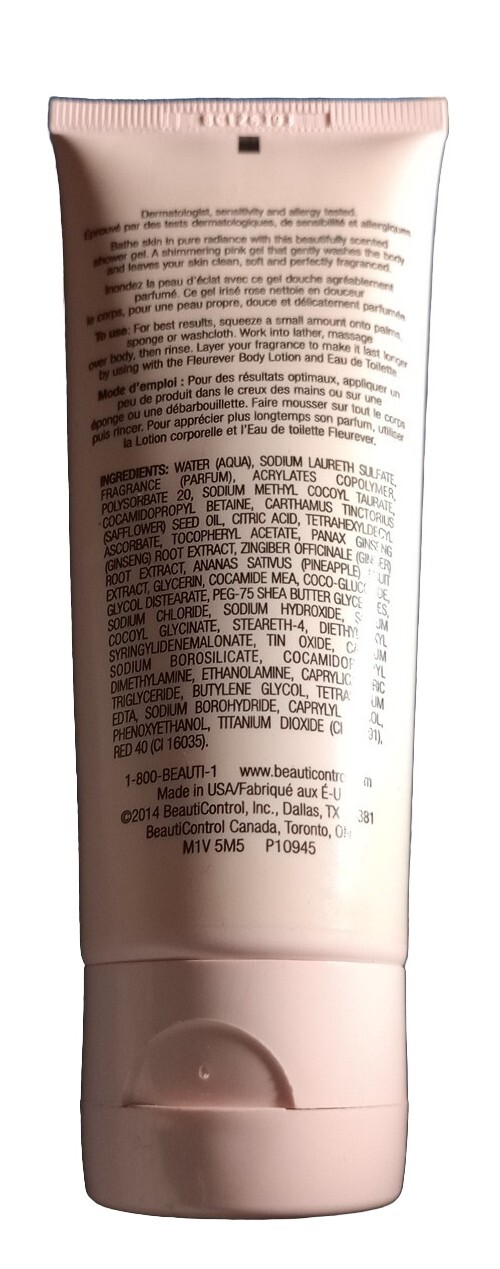 Dermatologist, sensitivity and allergy tested.
Éprouvé par des tests dermatologiques, de sensibilité et allergiques
Bathe skin in pure radiance with this beautifully scented
shower gel. A shimmering pink gel that gently washes the body
and leaves your skin clean, soft and perfectly fragranced.
Inondez la peau d'éclat avec ce gel douche agréablement
parfumé. Ce gel irisé rose nettoie en douceur
le corps, pour une peau propre, douce et délicatement parfumée
To use: For best results, squeeze a small amount onto palms,
sponge or washcloth. Work into lather, massage
over body, then rinse. Layer your fragrance to make it last longer
by using with the Fleurever Body Lotion and Eau de Toilette
Mode d'emploi : Pour des résultats optimaux, appliquer un
peu de produit dans le creux des mains ou sur une
éponge ou une débarbouillette. Faire mousser sur tout le corps
puis rincer. Pour apprécier plus longtemps son parfum, utiliser
la Lotion corporelle et l'Eau de toilette Fleurever.
INGREDIENTS: WATER (AQUA), SODIUM LAURETH SULFATE,
FRAGRANCE (PARFUM), ACRYLATES COPOLYMER,
POLYSORBATE 20, SODIUM METHYL COCOYL TAURATE,
COCAMIDOPROPYL BETAINE, CARTHAMUS TINCTORIUS
(SAFFLOWER) SEED OIL, CITRIC ACID, TETRAHEXYLDECYL
ASCORBATE, TOCOPHERYL ACETATE, PANAX GINSENG
(GINSENG) ROOT EXTRACT, ZINGIBER OFFICINALE (GINGER)
ROOT EXTRACT, ANANAS SATIVUS (PINEAPPLE)
EXTRACT, GLYCERIN, COCAMIDE MEA,
GLYCOL DISTEARATE, PEG-75 SHEA BUTTER
SODIUM CHLORIDE, SODIUM HYDROXIDE,
COCOYL GLYCINATE, STEARETH-4,
SYRINGYLIDENEMALONATE, TIN OXIDE,
SODIUM BOROSILICATE,
DIMETHYLAMINE, ETHANOLAMINE,
TRIGLYCERIDE, BUTYLENE GLYCOL,
EDTA, SODIUM BOROHYDRIDE, CAPRYLYL
PHENOXYETHANOL, TITANIUM DIOXIDE (CI
RED 40 (CI 16035).
1-800-BEAUTI-1 www.beauticontr
Made in USA/Fabriqué aux É-U
©2014 BeautiControl, Inc., Dallas, TX
BeautiControl Canada, Toronto,
M1V 5M5 P10945